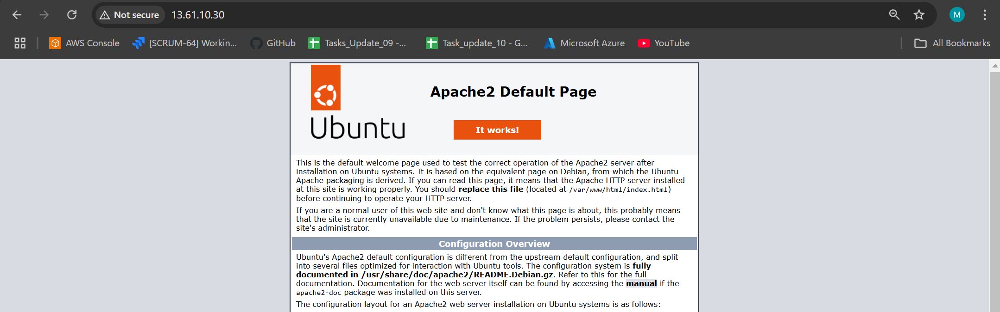 Not secure 13.61.10.30
M
AWS Console [SCRUM-64] Workin... GitHub Tasks_Update_09 -... Task_update_10 - G... Microsoft Azure YouTube All Bookmarks
Apache2 Default Page
Ubuntu
It works!
This is the default welcome page used to test the correct operation of the Apache2 server after
installation on Ubuntu systems. It is based on the equivalent page on Debian, from which the Ubuntu
Apache packaging is derived. If you can read this page, it means that the Apache HTTP server installed
at this site is working properly. You should replace this file (located at /var/www/html/index.html)
before continuing to operate your HTTP server.
If you are a normal user of this web site and don't know what this page is about, this probably means
that the site is currently unavailable due to maintenance. If the problem persists, please contact the
site's administrator.
Configuration Overview
Ubuntu's Apache2 default configuration is different from the upstream default configuration, and split
into several files optimized for interaction with Ubuntu tools. The configuration system is fully
documented in /usr/share/doc/apache2/README.Debian.gz. Refer to this for the full
documentation. Documentation for the web server itself can be found by accessing the manual if the
apache2-doc package was installed on this server.
The configuration layout for an Apache2 web server installation on Ubuntu systems is as follows: